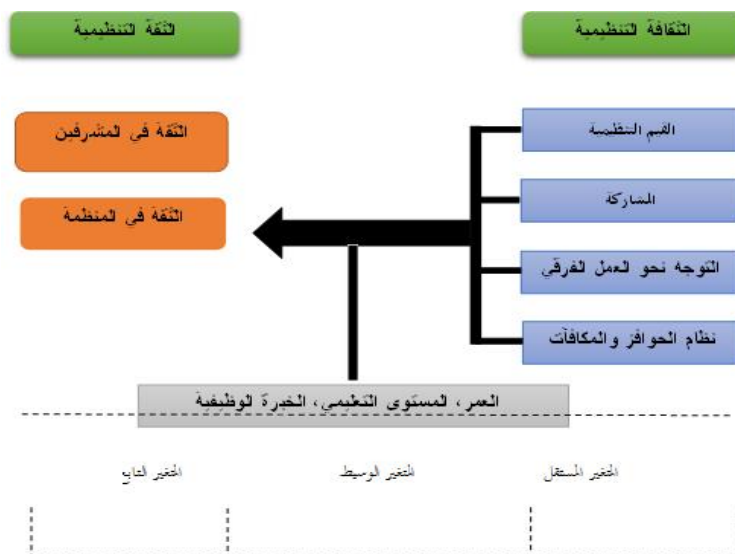 الثقافة التنظيمية
الثقة التنظيمية
القيم التنظيمية
المشاركة
التوجه نحو العمل الفرقي
نظام الحوافز والمكافآت
الثقة في المشرفين
الثقة في المنظمة
العمر، المستوى التعليمي، الخبرة الوظيفية
المتغير المستقل
المتغير الوسيط
المتغير التابع